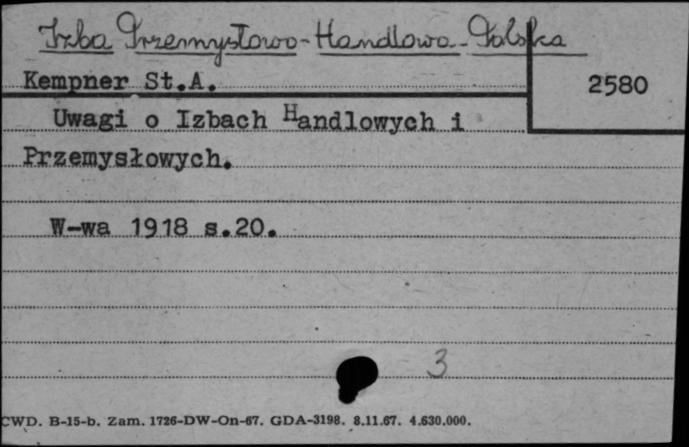 Izba Przemysłowo-Handlowa-Polska
Kempner St.A.
2580
Uwagi o Izbach Handlowych i
Przemysłowych.
W-wa 1918 s.20.
3
CWD. B-15-b. Zam. 1726-DW-On-67. GDA-3198. 8.11.67. 4.630.000.